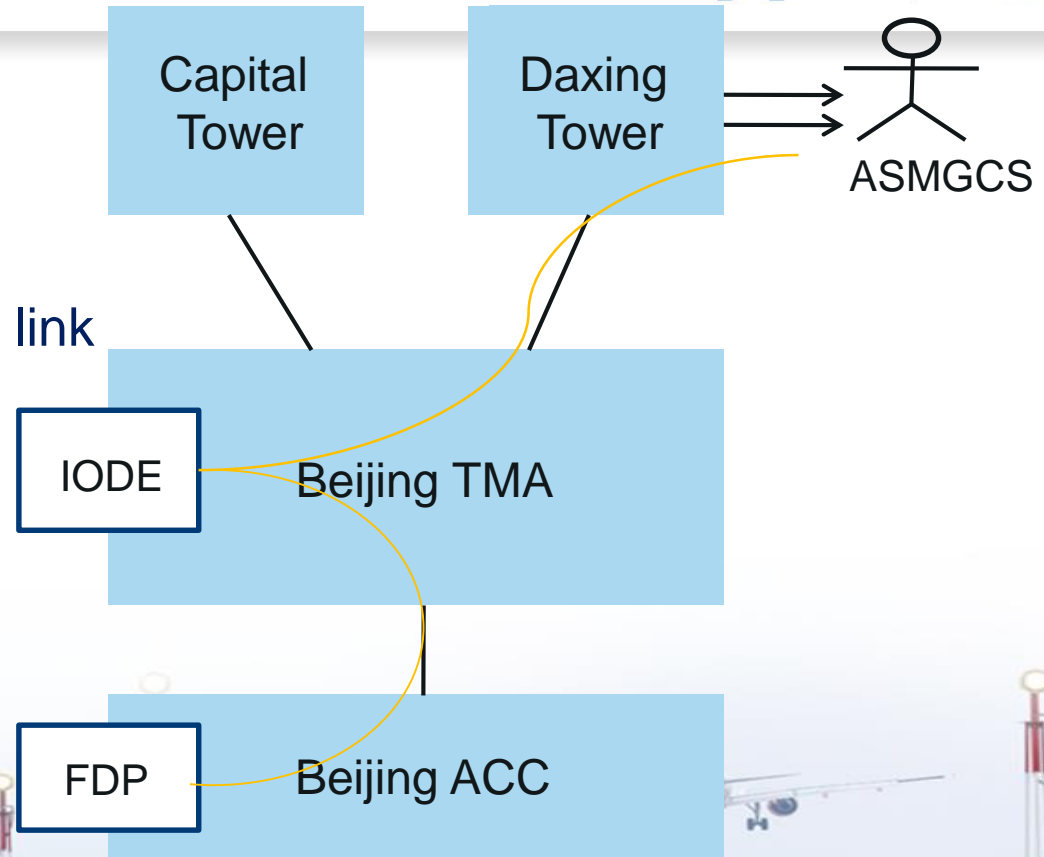 Capital
Tower
Daxing
Tower
ASMGCS
link
IODE
Beijing TMA
FDP
Beijing ACC